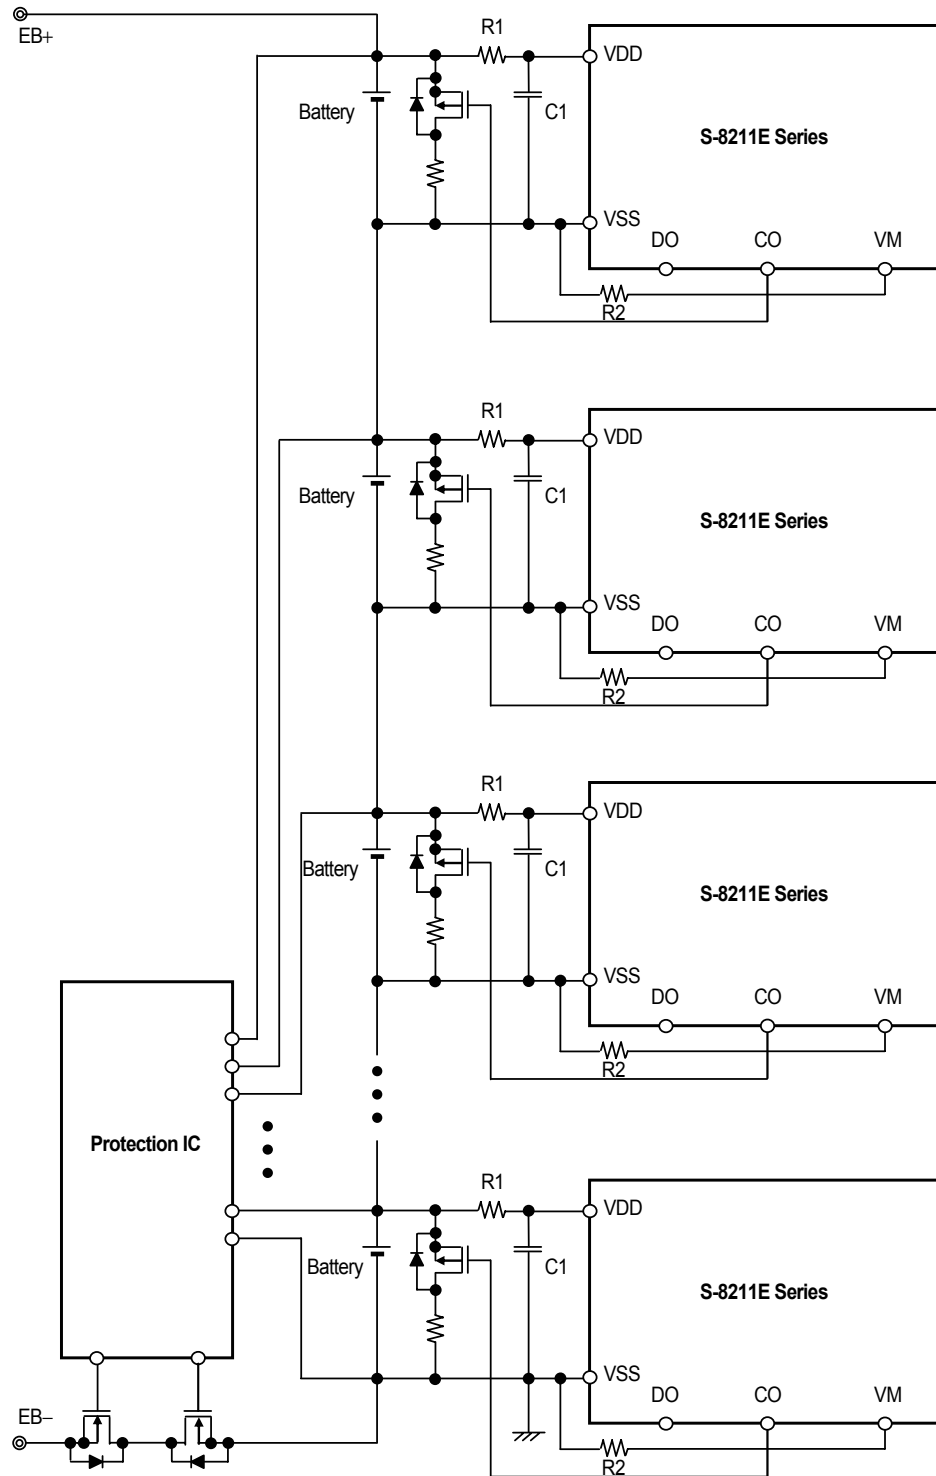 EB+
R1
VDD
Battery
C1
S-8211E Series
VSS
DO
CO
VM
R2
R1
VDD
Battery
C1
S-8211E Series
VSS
DO
CO
VM
R2
R1
VDD
Battery
C1
S-8211E Series
VSS
DO
CO
VM
R2
Protection IC
R1
VDD
Battery
C1
S-8211E Series
VSS
DO
CO
VM
R2
EB−